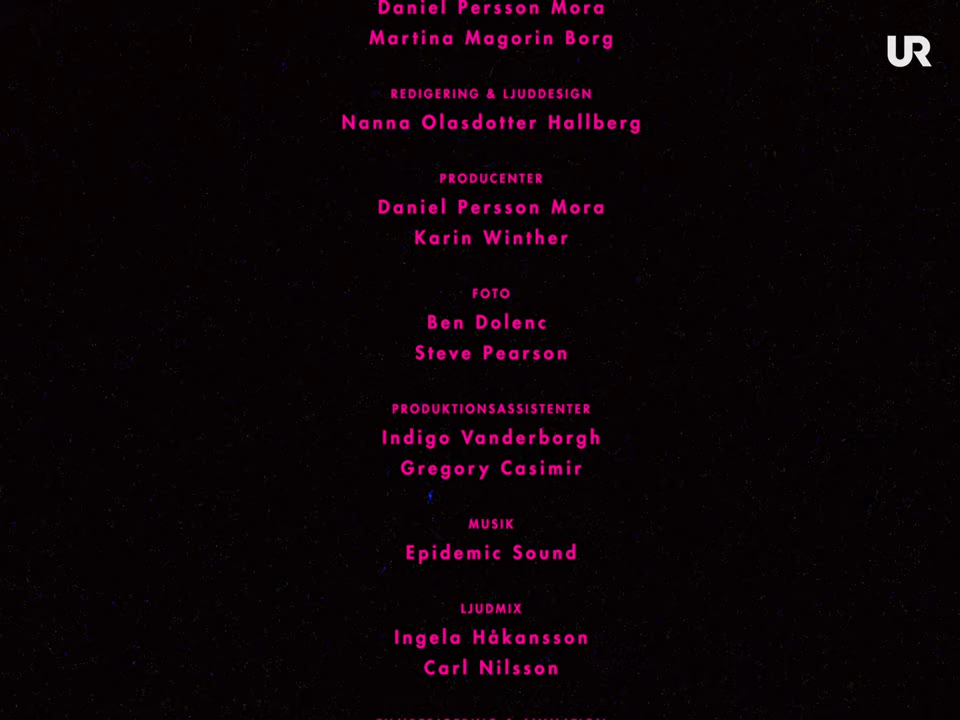 Daniel Persson Mora
Martina Magorin Borg
UR
REDIGERING & LJUDDESIGN
Nanna Olasdotter Hallberg
PRODUCENTER
Daniel Persson Mora
Karin Winther
FOTO
Ben Dolenc
Steve Pearson
PRODUKTIONSASSISTENTER
Indigo Vanderborgh
Gregory Casimir
MUSIK
Epidemic Sound
LJUDMIX
Ingela Håkansson
Carl Nilsson